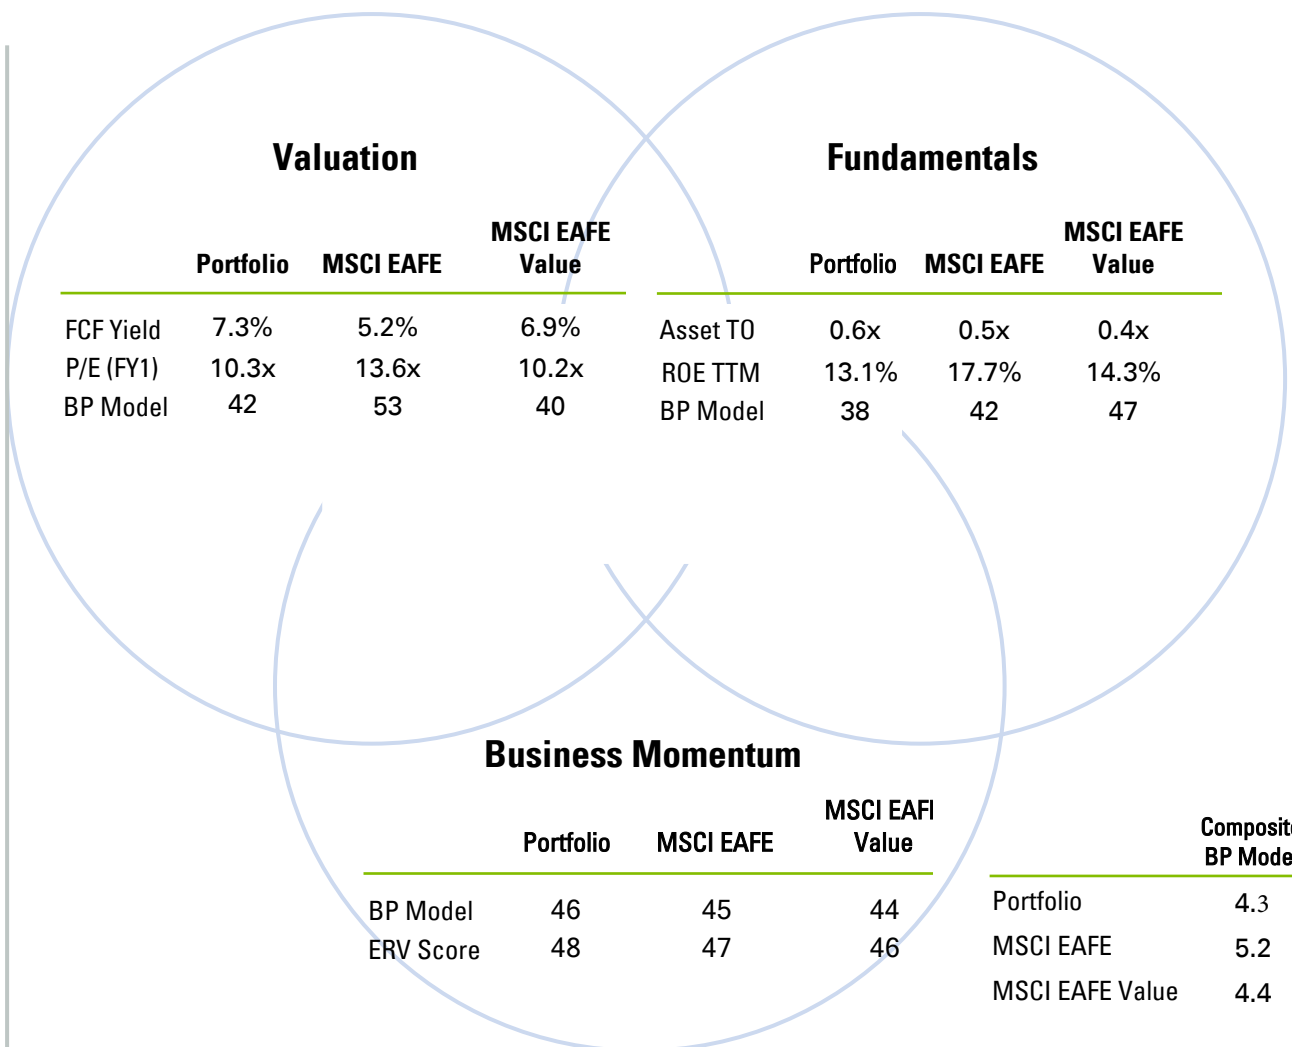 Valuation
MSCI EAFE
Portfolio MSCI EAFE Value
FCF Yield 7.3% 5.2% 6.9%
P/E (FY1) 10.3x 13.6x 10.2x
BP Model 42 53 40
Fundamentals
MSCI EAFE
Portfolio MSCI EAFE Value
Asset TO 0.6x 0.5x 0.4x
ROE TTM 13.1% 17.7% 14.3%
BP Model 38 42 47
Business Momentum
MSCI EAF
Portfolio MSCI EAFE Value
BP Model 46 45 44
ERV Score 48 47 46
Composite
BP Mode
Portfolio 4.3
MSCI EAFE 5.2
MSCI EAFE Value 4.4